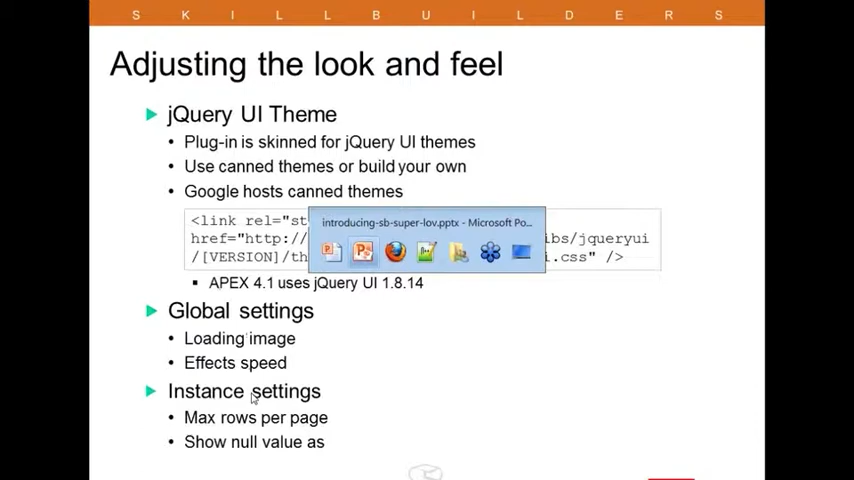 S K I L L B U I L D E R S
Adjusting the look and feel
jQuery UI Theme
• Plug-in is skinned for jQuery UI themes
• Use canned themes or build your own
• Google hosts canned themes
introducing-sb-super-lov.pptx - Microsoft Po...
<link rel="st
href="http:// ibs/jqueryui
/[VERSION]/th i.css" />
▪ APEX 4.1 uses jQuery UI 1.8.14
Global settings
• Loading image
• Effects speed
Instance settings
• Max rows per page
• Show null value as